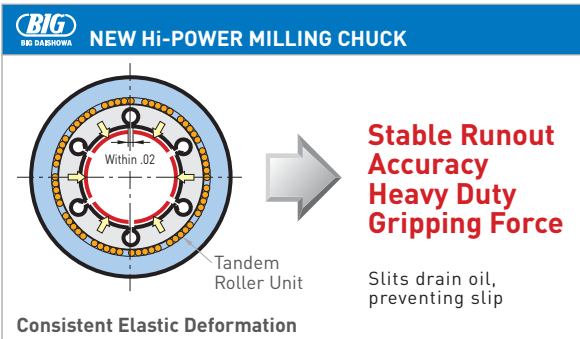 BIG
BIG DAISHOWA
NEW Hi-POWER MILLING CHUCK
Within .02
Tandem
Roller Unit
Consistent Elastic Deformation
Stable Runout
Accuracy
Heavy Duty
Gripping Force
Slits drain oil,
preventing slip